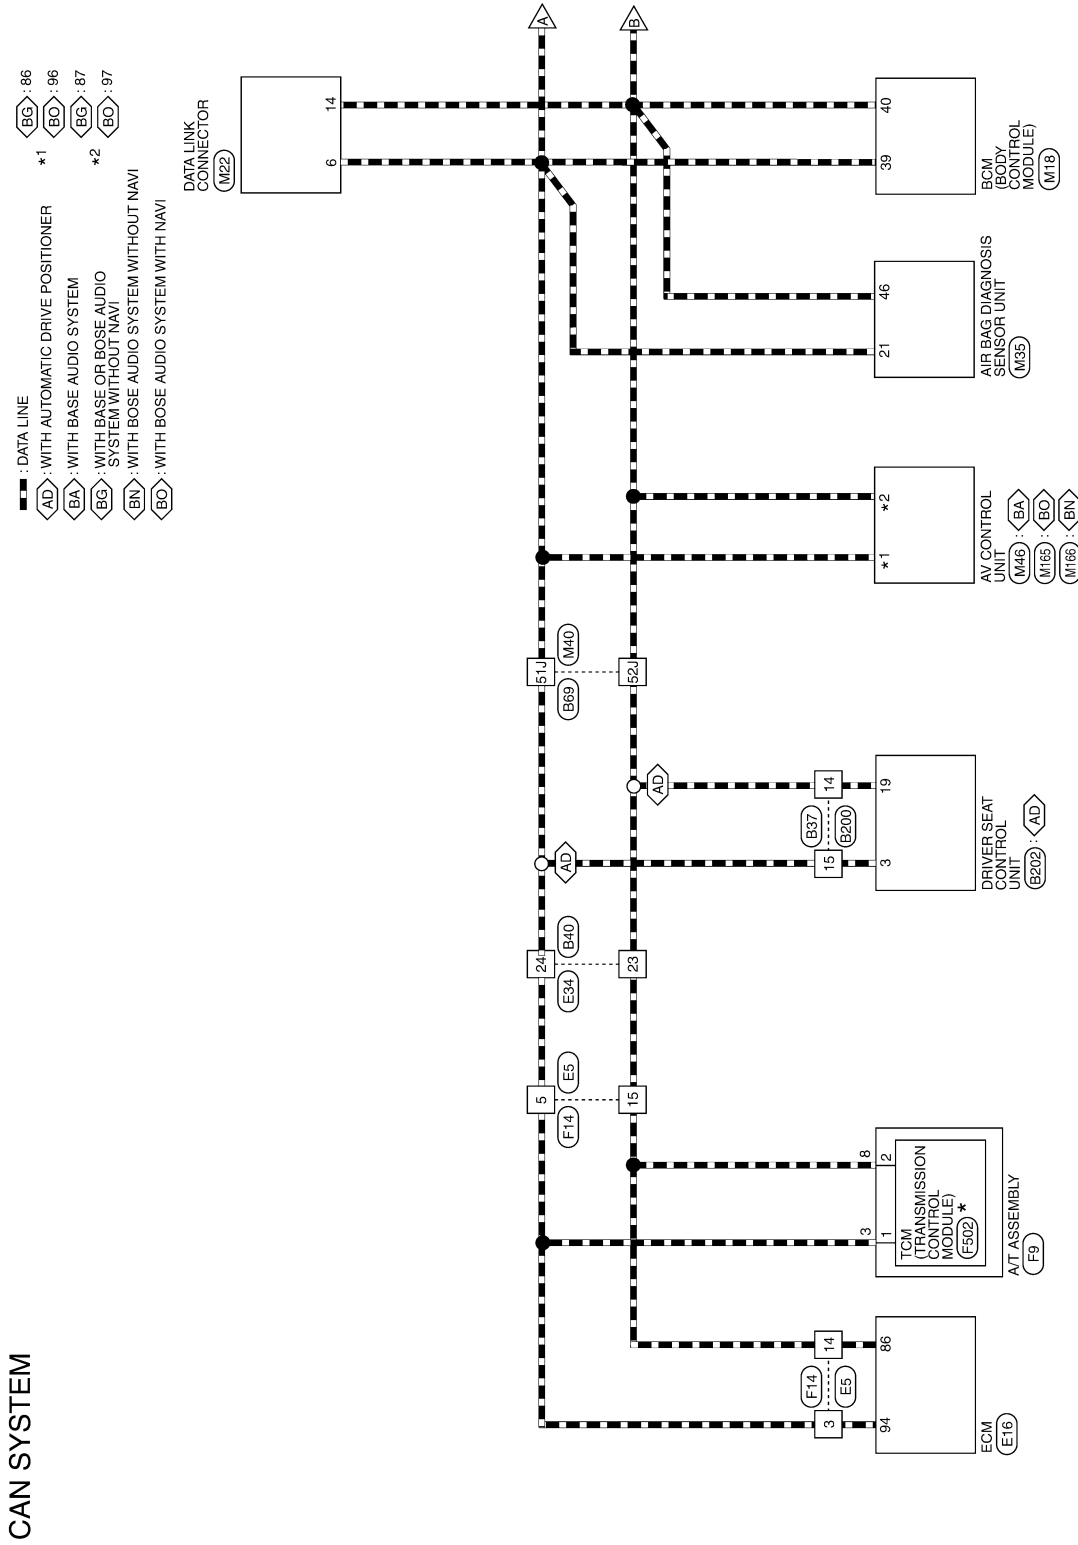 CAN SYSTEM
: DATA LINE
AD : WITH AUTOMATIC DRIVE POSITIONER
BA : WITH BASE AUDIO SYSTEM
BG : WITH BASE OR BOSE AUDIO
SYSTEM WITHOUT NAVI
BN : WITH BOSE AUDIO SYSTEM WITHOUT NAVI
BO : WITH BOSE AUDIO SYSTEM WITH NAVI
*1
BG : 86
BO : 96
*2
BG : 87
BO : 97
DATA LINK
CONNECTOR
M22
6
14
A
B
5
15
F14
E5
24
23
E34
B40
AD
AD
51J
52J
B69
M40
3
14
F14
E5
94
86
ECM
E16
3
8
1
2
TCM
(TRANSMISSION
CONTROL
MODULE)
F502 *
A/T ASSEMBLY
F9
15
14
B37
B200
3
19
DRIVER SEAT
CONTROL
UNIT
B202 : AD
*1
*2
AV CONTROL
UNIT
M46 : BA
M165 : BO
M166 : BN
21
46
AIR BAG DIAGNOSIS
SENSOR UNIT
M35
39
40
BCM
(BODY
CONTROL
MODULE)
M18